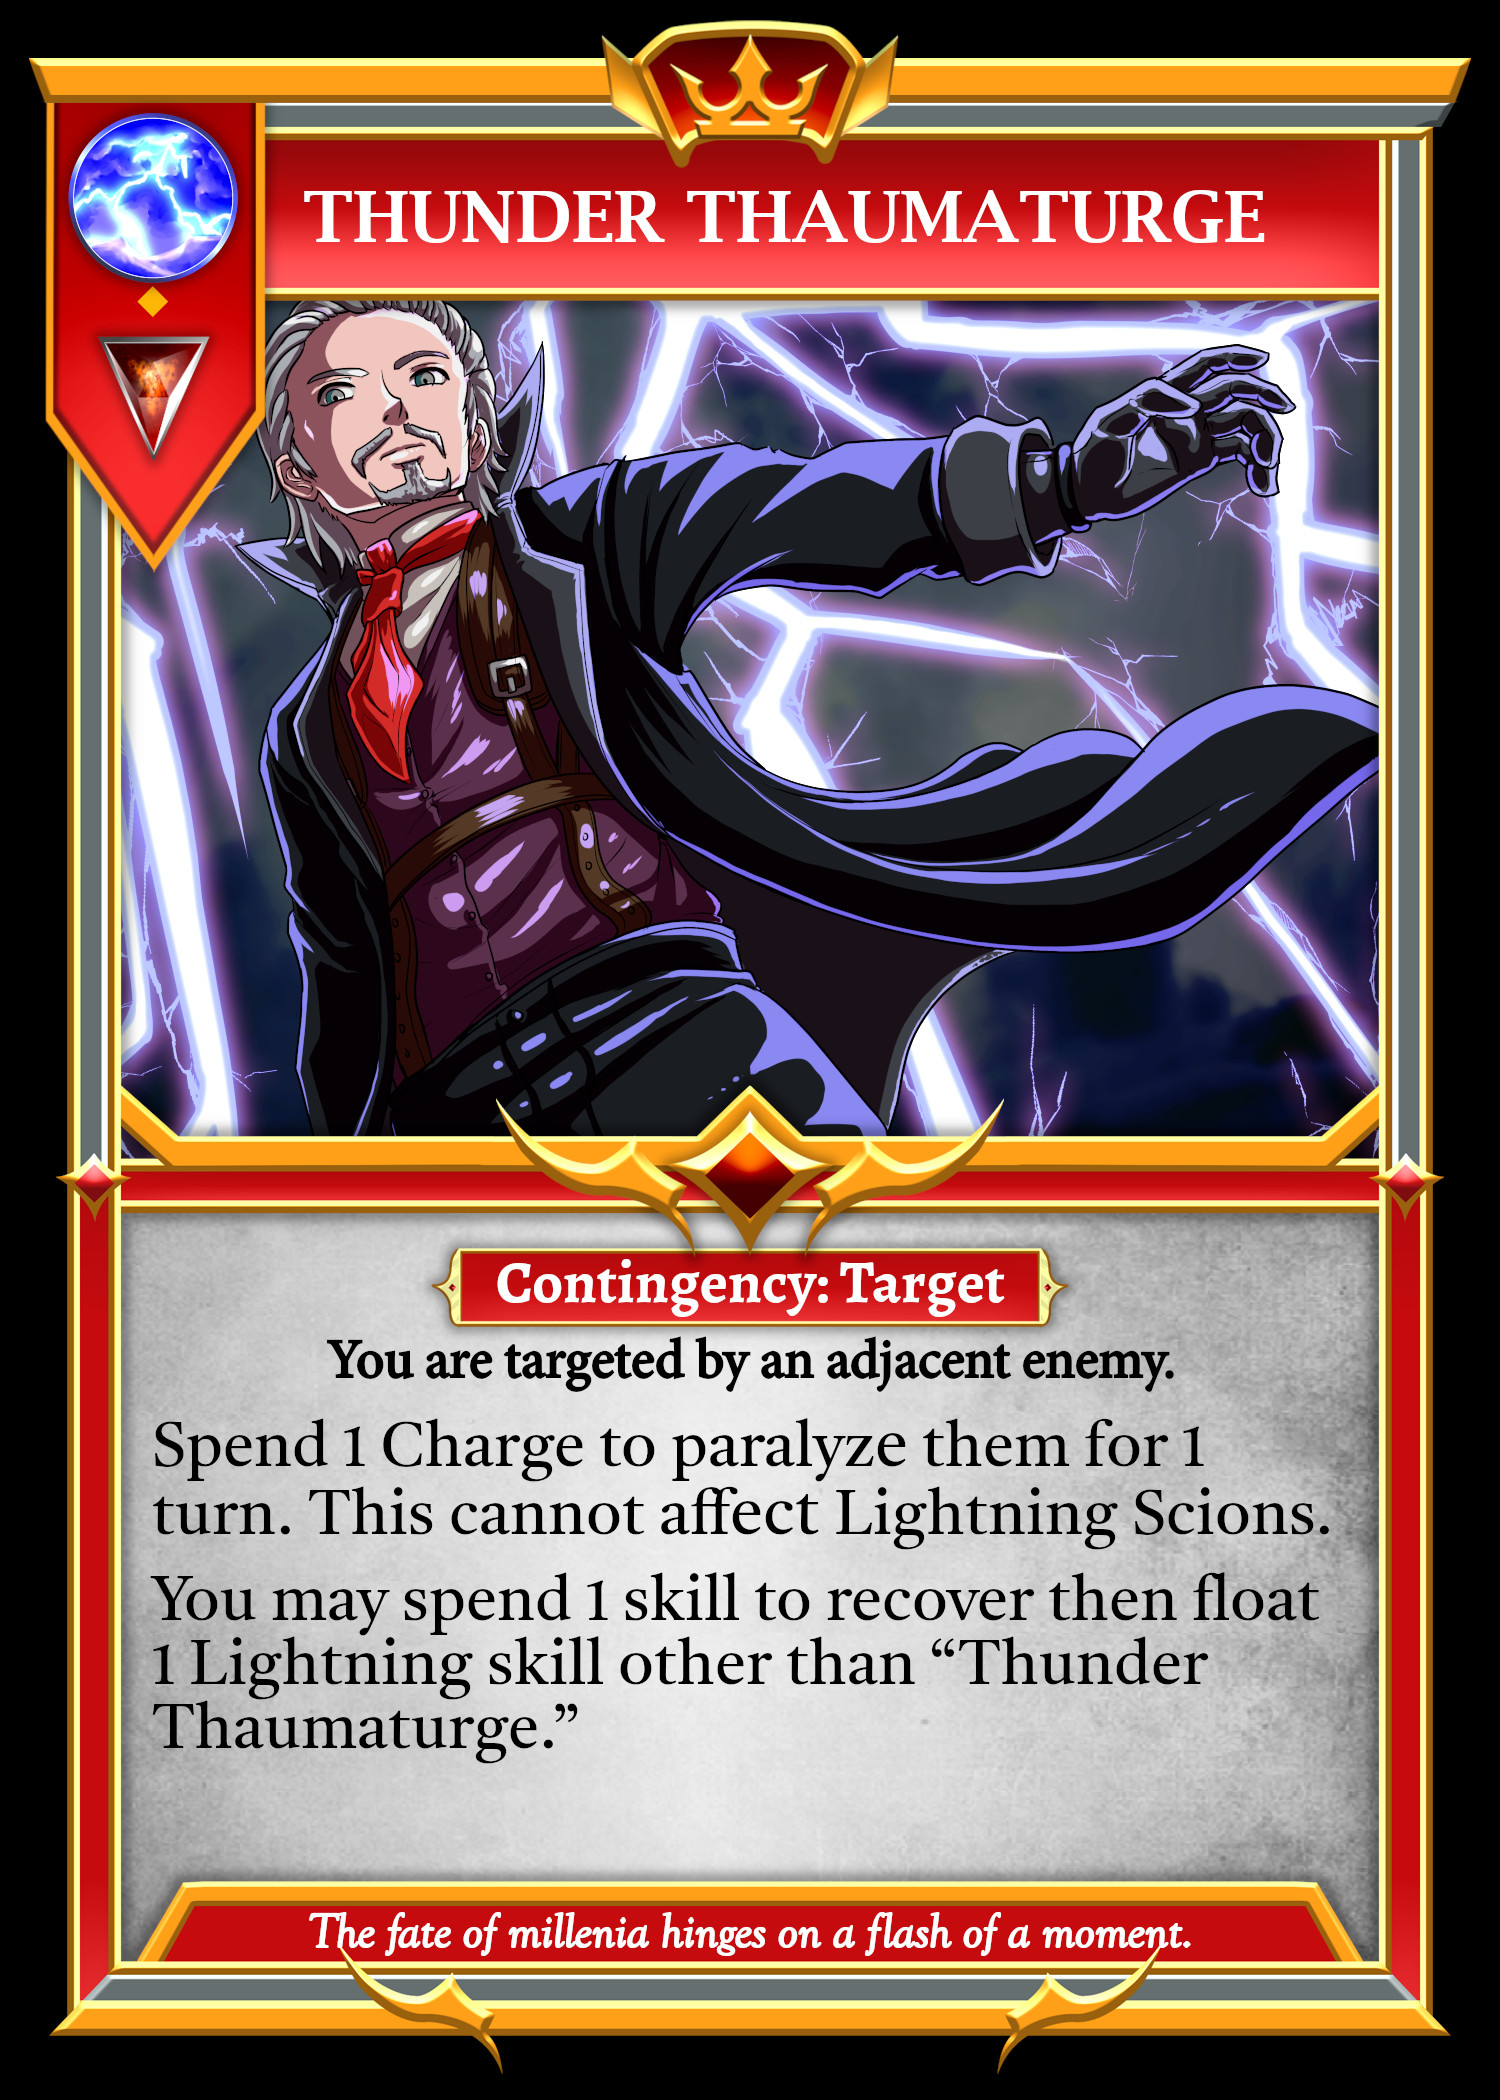 THUNDER THAUMATURGE
Contingency: Target
You are targeted by an adjacent enemy.
Spend 1 Charge to paralyze them for 1
turn. This cannot affect Lightning Scions.
You may spend 1 skill to recover then float
1 Lightning skill other than “Thunder
Thaumaturge.”
The fate of millenia hinges on a flash of a moment.